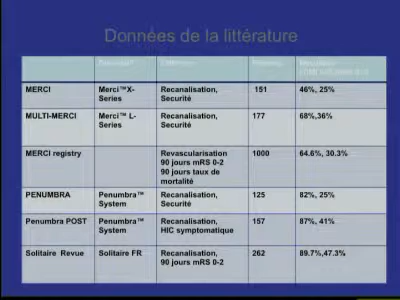 Données de la littérature
MERCI Merci™X- Recanalisation, 151 46%, 25%
Series Securité
MULTI-MERCI Merci™ L- Recanalisation, 177 68%,36%
Series Securité
MERCI registry Revascularisation 1000 64.6%, 30.3%
90 jours mRS 0-2
90 jours taux de
mortalité
PENUMBRA Penumbra™ Recanalisation, 125 82%, 25%
System Securité
Penumbra POST Penumbra™ Recanalisation, 157 87%, 41%
System HIC symptomatique
Solitaire Revue Solitaire FR Recanalisation, 262 89.7%,47.3%
90 jours mRS 0-2